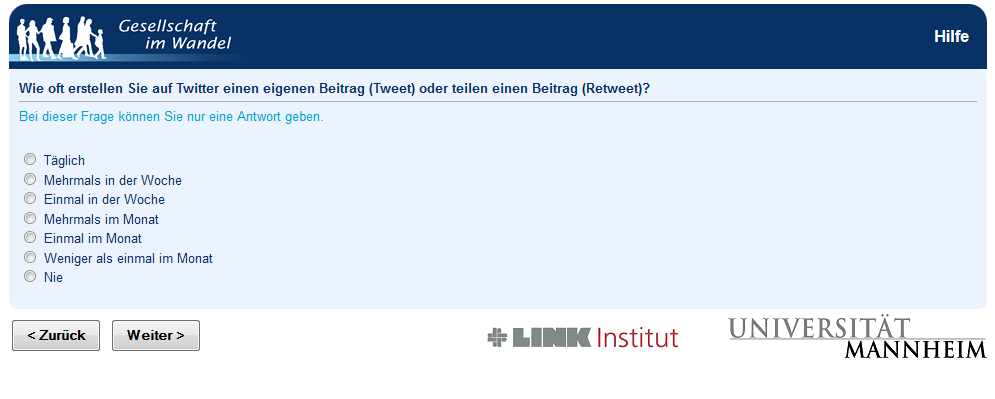 Gesellschaft
im Wandel
Hilfe
Wie oft erstellen Sie auf Twitter einen eigenen Beitrag (Tweet) oder teilen einen Beitrag (Retweet)?
Bei dieser Frage können Sie nur eine Antwort geben.
Täglich
Mehrmals in der Woche
Einmal in der Woche
Mehrmals im Monat
Einmal im Monat
Weniger als einmal im Monat
Nie
< Zurück
Weiter >
LINK Institut
UNIVERSITÄT
MANNHEIM